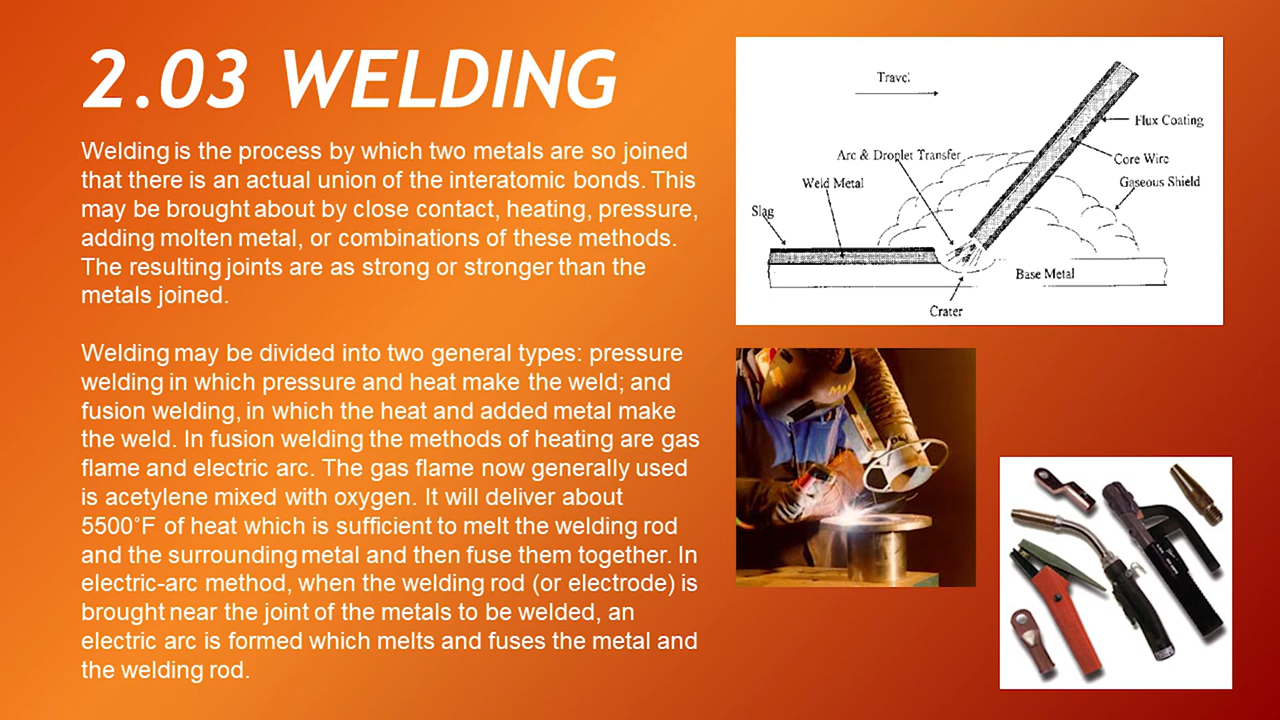 2.03 WELDING
Welding is the process by which two metals are so joined
that there is an actual union of the interatomic bonds. This
may be brought about by close contact, heating, pressure,
adding molten metal, or combinations of these methods.
The resulting joints are as strong or stronger than the
metals joined.
Welding may be divided into two general types: pressure
welding in which pressure and heat make the weld; and
fusion welding, in which the heat and added metal make
the weld. In fusion welding the methods of heating are gas
flame and electric arc. The gas flame now generally used
is acetylene mixed with oxygen. It will deliver about
5500°F of heat which is sufficient to melt the welding rod
and the surrounding metal and then fuse them together. In
electric-arc method, when the welding rod (or electrode) is
brought near the joint of the metals to be welded, an
electric arc is formed which melts and fuses the metal and
the welding rod.
Travel
Flux Coating
Arc & Droplet Transfer
Core Wire
Weld Metal
Gaseous Shield
Slag
Base Metal
Crater